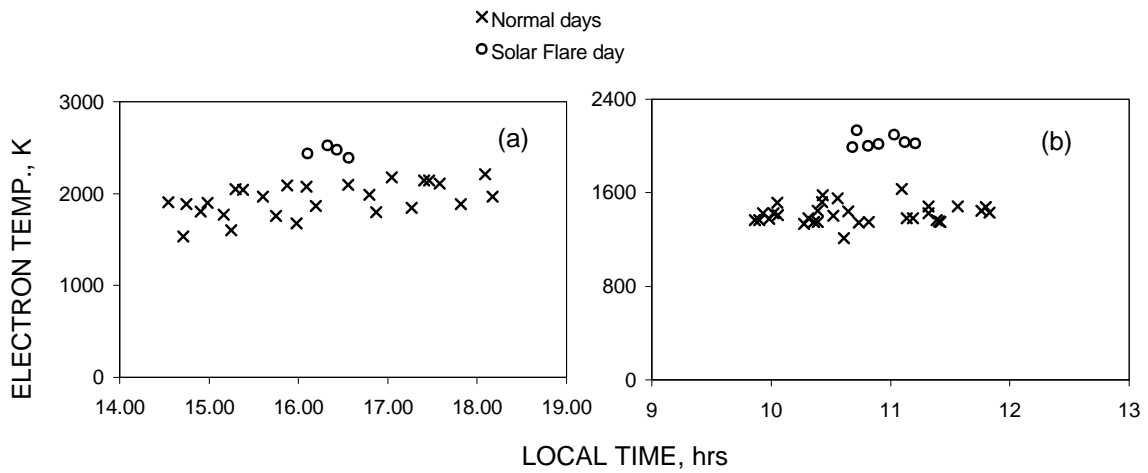 Normal days
Solar Flare day
ELECTRON TEMP., K
3000
2000
1000
0
14.00 15.00 16.00 17.00 18.00 19.00
(a)
2400
1600
800
0
9 10 11 12 13
(b)
LOCAL TIME, hrs